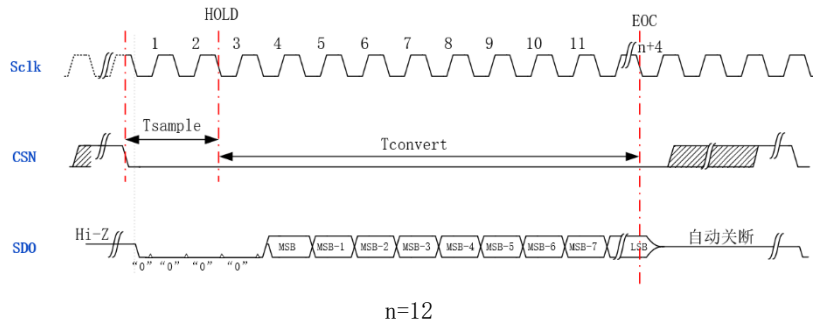 HOLD
EOC
1 2 3 4 5 6 7 8 9 10 11 n+4
Sclk
Tsample
Tconvert
CSN
Hi-Z
自动关断
SDO
MSB MSB-1 MSB-2 MSB-3 MSB-4 MSB-5 MSB-6 MSB-7 LSB
“0” “0” “0” “0”
n=12